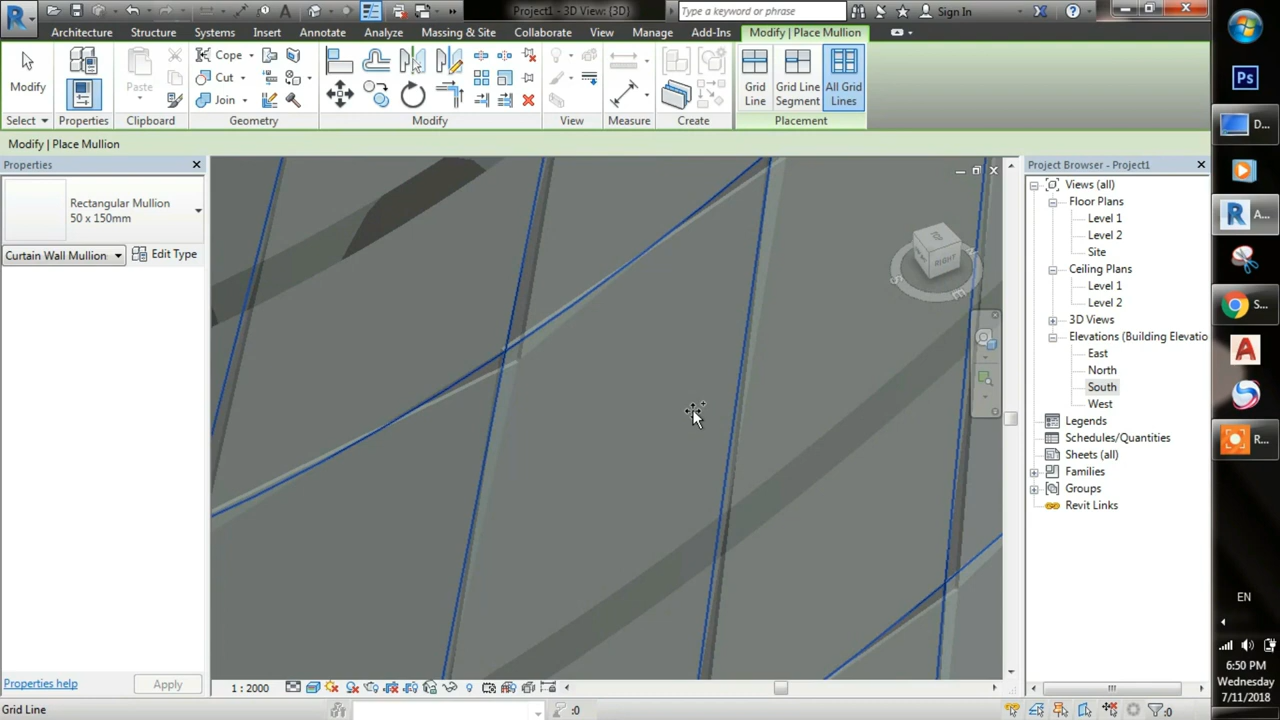 Project1 - 3D View: {3D}
Type a keyword or phrase
Sign In
Architecture Structure Systems Insert Annotate Analyze Massing & Site Collaborate View Manage Add-Ins Modify | Place Mullion
Modify
Paste
Cope
Cut
Join
Grid Line
Grid Line Segment
All Grid Lines
Select Properties Clipboard Geometry Modify View Measure Create Placement
Modify | Place Mullion
Properties
Rectangular Mullion
50 x 150mm
Curtain Wall Mullion
Edit Type
Properties help
Apply
TOP
RIGHT
1 : 2000
Grid Line
:0
:0
Project Browser - Project1
Views (all)
Floor Plans
Level 1
Level 2
Site
Ceiling Plans
Level 1
Level 2
3D Views
Elevations (Building Elevatio
East
North
South
West
Legends
Schedules/Quantities
Sheets (all)
Families
Groups
Revit Links
Ps
D...
A...
S...
R...
EN
6:50 PM
Wednesday
7/11/2018